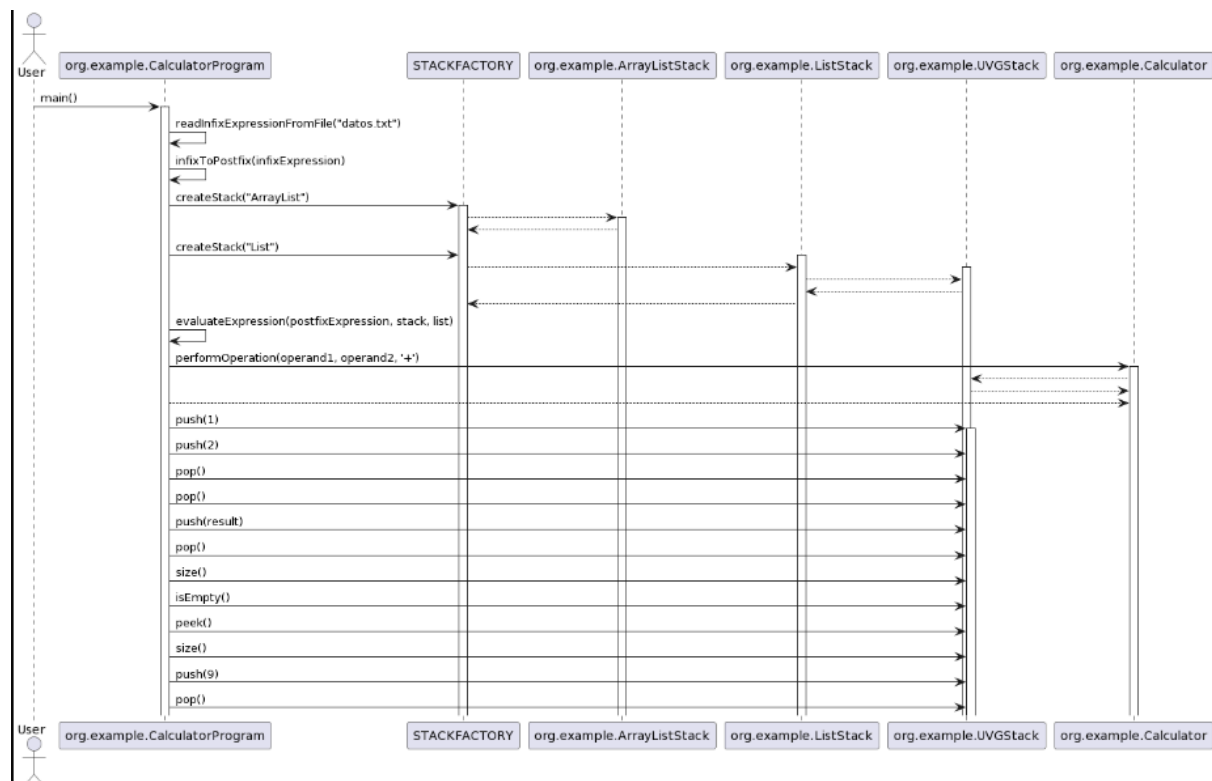 User
org.example.CalculatorProgram
STACKFACTORY
org.example.ArrayListStack
org.example.ListStack
org.example.UVGStack
org.example.Calculator
main()
readInfixExpressionFromFile("datos.txt")
infixToPostfix(infixExpression)
createStack("ArrayList")
createStack("List")
evaluateExpression(postfixExpression, stack, list)
performOperation(operand1, operand2, '+')
push(1)
push(2)
pop()
pop()
push(result)
pop()
size()
isEmpty()
peek()
size()
push(9)
pop()
User
org.example.CalculatorProgram
STACKFACTORY
org.example.ArrayListStack
org.example.ListStack
org.example.UVGStack
org.example.Calculator